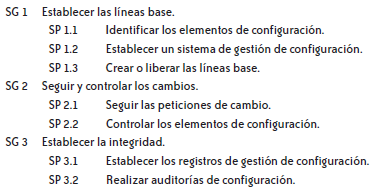 SG 1 Establecer las líneas base.
SP 1.1 Identificar los elementos de configuración.
SP 1.2 Establecer un sistema de gestión de configuración.
SP 1.3 Crear o liberar las líneas base.
SG 2 Seguir y controlar los cambios.
SP 2.1 Seguir las peticiones de cambio.
SP 2.2 Controlar los elementos de configuración.
SG 3 Establecer la integridad.
SP 3.1 Establecer los registros de gestión de configuración.
SP 3.2 Realizar auditorías de configuración.